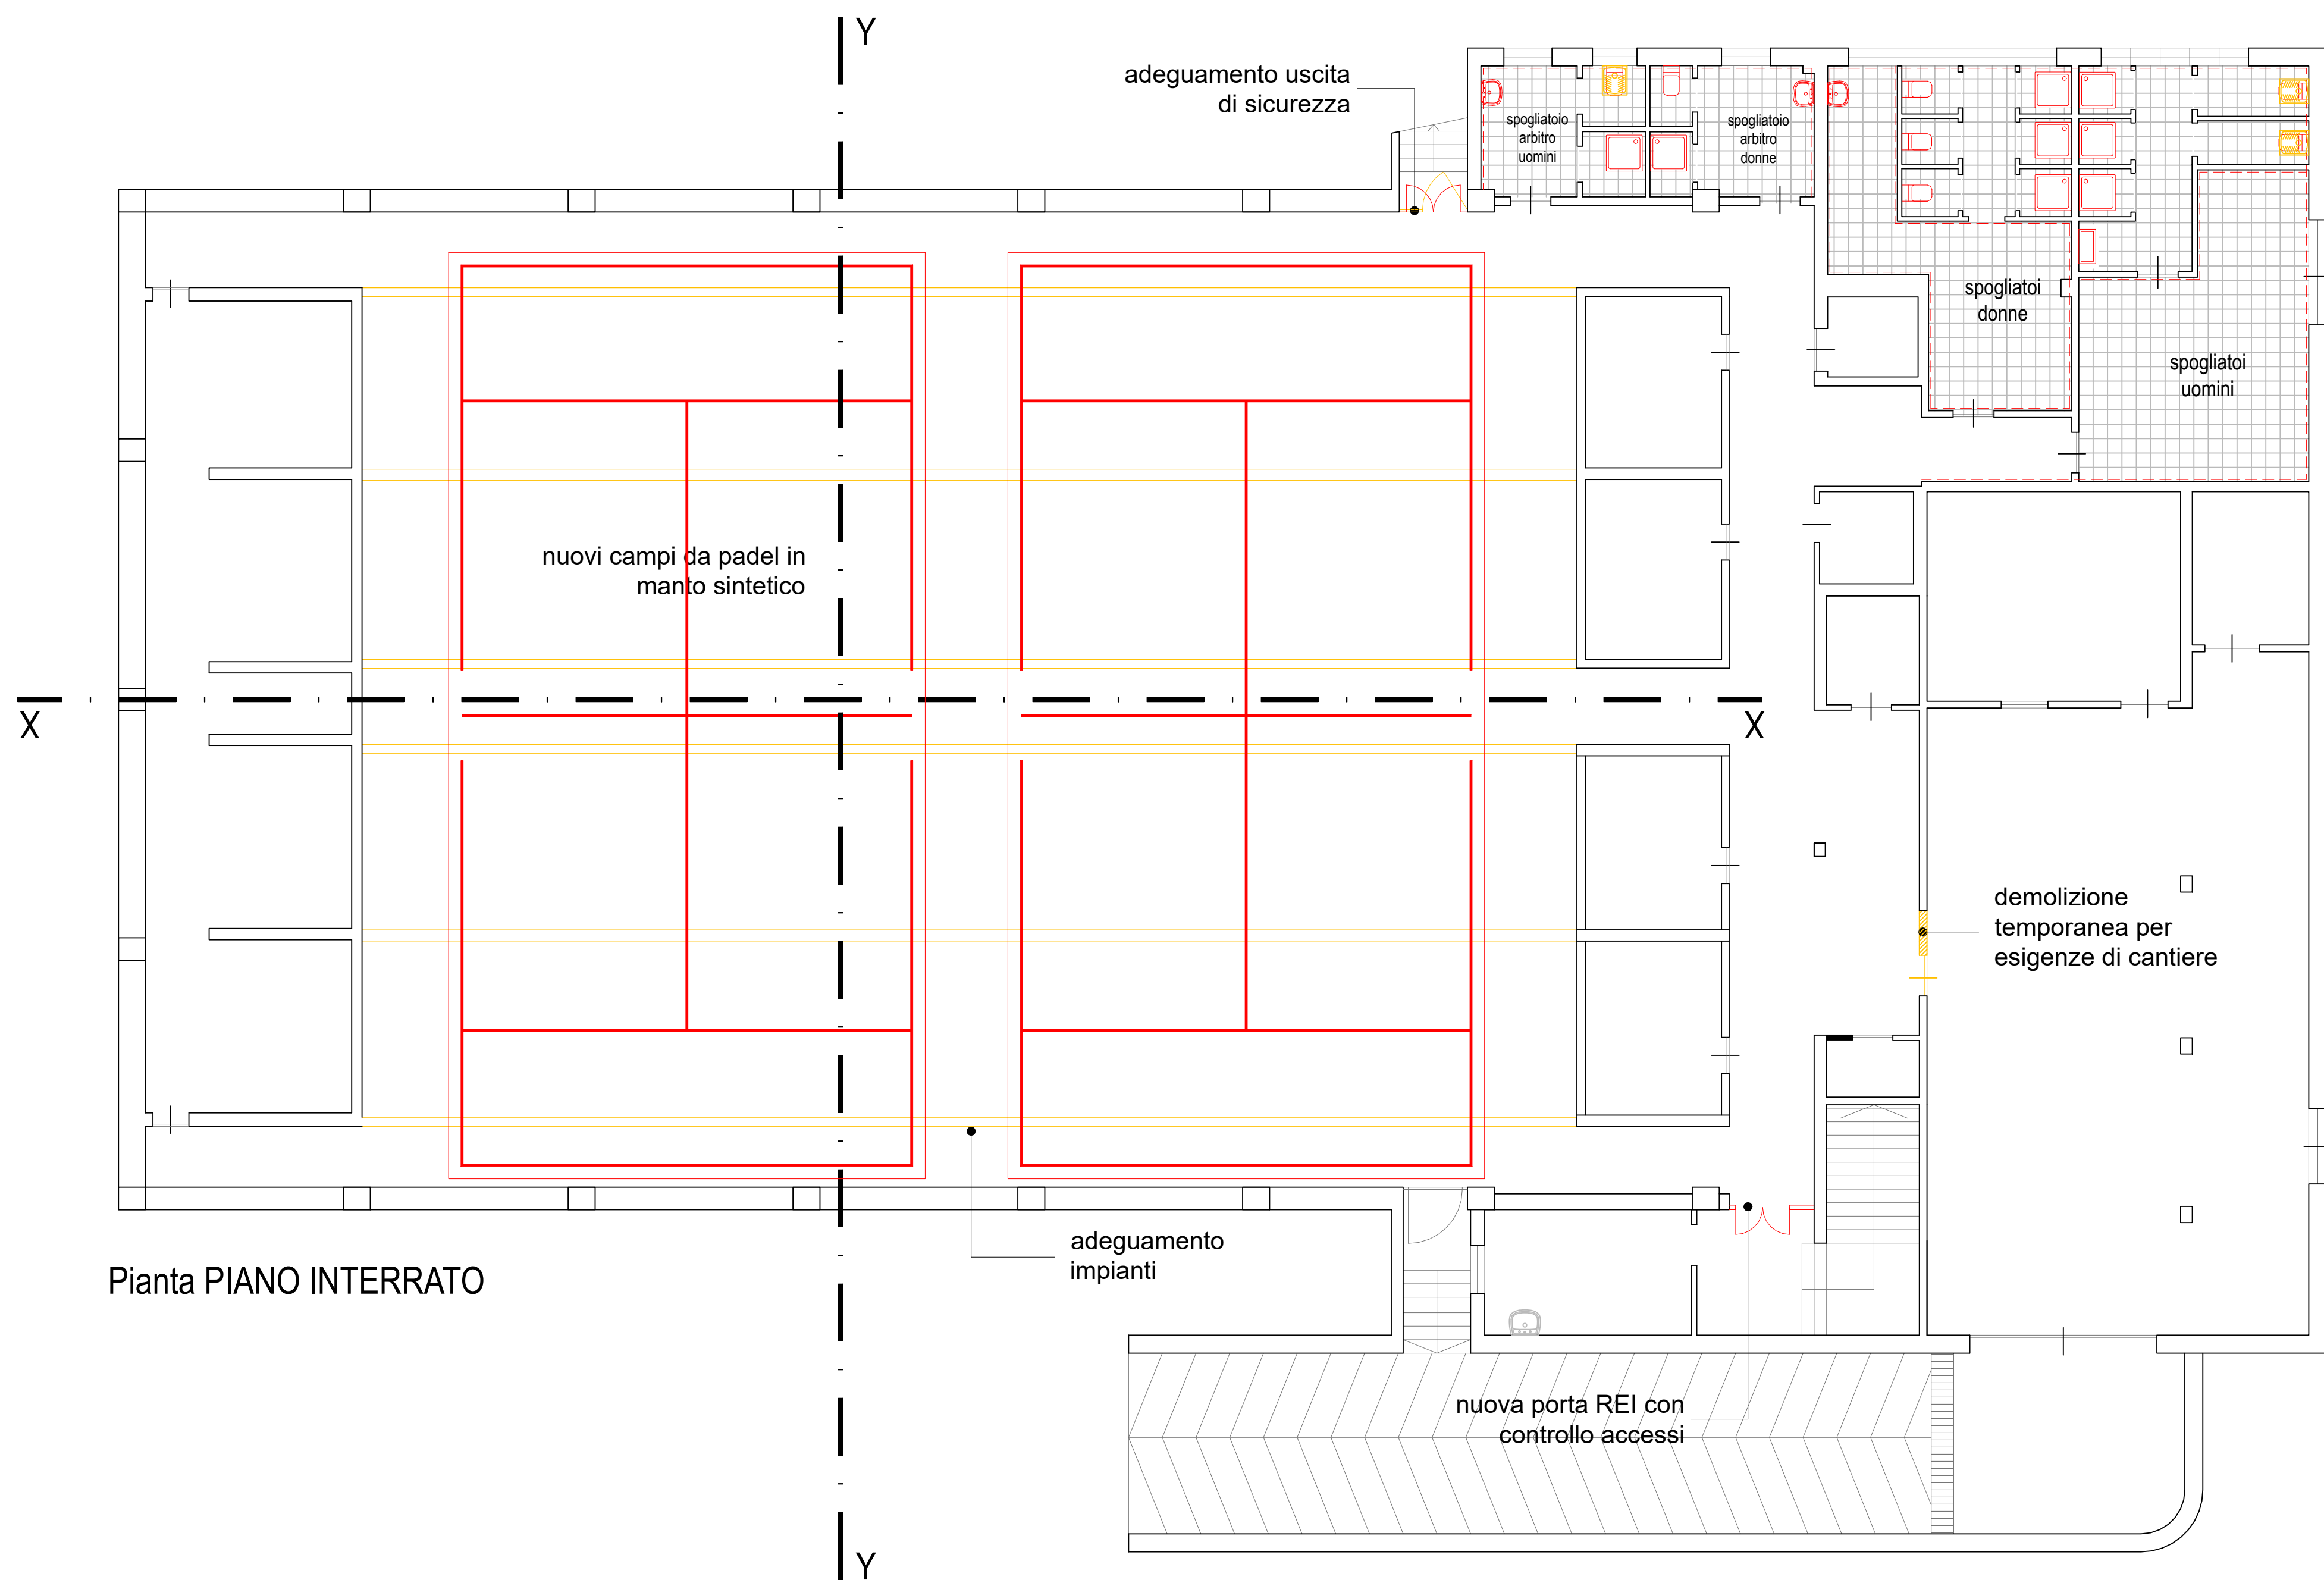 Y
adeguamento uscita
di sicurezza
spogliatoio
arbitro
uomini
spogliatoio
arbitro
donne
spogliatoi
donne
spogliatoi
uomini
nuovi campi da padel in
manto sintetico
X
X
demolizione
temporanea per
esigenze di cantiere
adeguamento
impianti
Pianta PIANO INTERRATO
nuova porta REI con
controllo accessi
Y